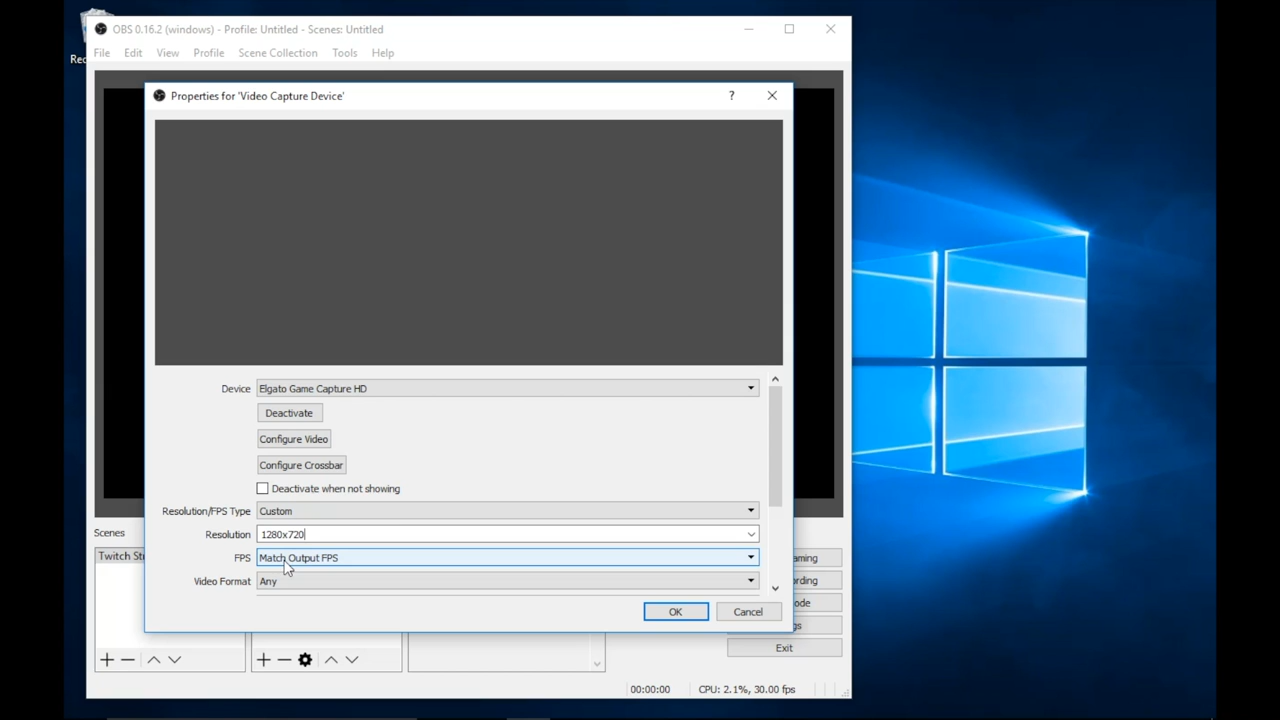 OBS 0.16.2 (windows) - Profile: Untitled - Scenes: Untitled
File Edit View Profile Scene Collection Tools Help
Properties for 'Video Capture Device'
?
Device Elgato Game Capture HD
Deactivate
Configure Video
Configure Crossbar
Deactivate when not showing
Resolution/FPS Type Custom
Resolution 1280x720
FPS Match Output FPS
Video Format Any
OK Cancel
Scenes
Twitch
Exit
00:00:00 CPU: 2.1%, 30.00 fps